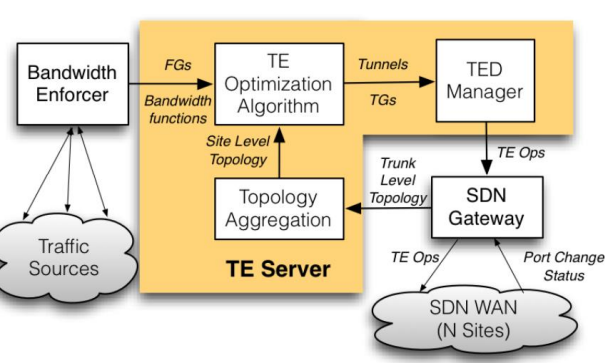 Bandwidth
Enforcer
FGs
Bandwidth
functions
TE
Optimization
Algorithm
Tunnels
TGs
TED
Manager
Site Level
Topology
TE Ops
Trunk
Level
Topology
Topology
Aggregation
SDN
Gateway
Traffic
Sources
TE Server
TE Ops
Port Change
Status
SDN WAN
(N Sites)